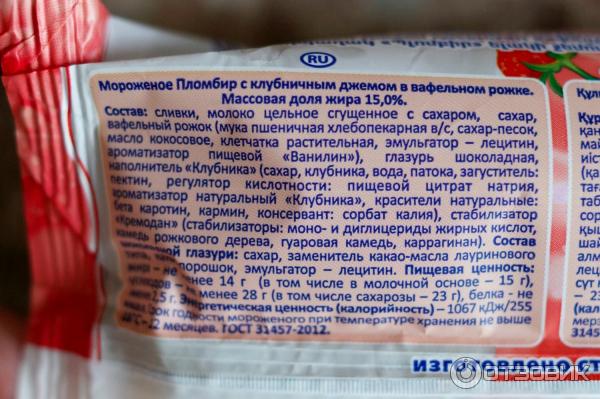 RU
Мороженое Пломбир с клубничным джемом в вафельном рожке.
Массовая доля жира 15,0%.
Состав: сливки, молоко цельное сгущенное с сахаром, сахар,
вафельный рожок (мука пшеничная хлебопекарная в/с, сахар-песок,
масло кокосовое, клетчатка растительная, эмульгатор – лецитин,
ароматизатор пищевой «Ванилин»), глазурь шоколадная,
наполнитель «Клубника» (сахар, клубника, вода, патока, загуститель:
пектин, регулятор кислотности: пищевой цитрат натрия,
ароматизатор натуральный «Клубника», красители натуральные:
бета каротин, кармин, консервант: сорбат калия), стабилизатор
«Кремодан» (стабилизаторы: моно- и диглицериды жирных кислот,
камедь рожкового дерева, гуаровая камедь, каррагинан). Состав
глазури: сахар, заменитель какао-масла лауринового
типа, порошок, эмульгатор – лецитин. Пищевая ценность:
жира - не менее 14 г (в том числе в молочной основе – 15 г),
углеводов - не менее 28 г (в том числе сахарозы – 23 г), белка - не
2,5 г. Энергетическая ценность (калорийность) – 1067 кДж/255
Срок годности мороженого при температуре хранения не выше
месяцев. ГОСТ 31457-2012.
изготовлено
ОТЗОВИК